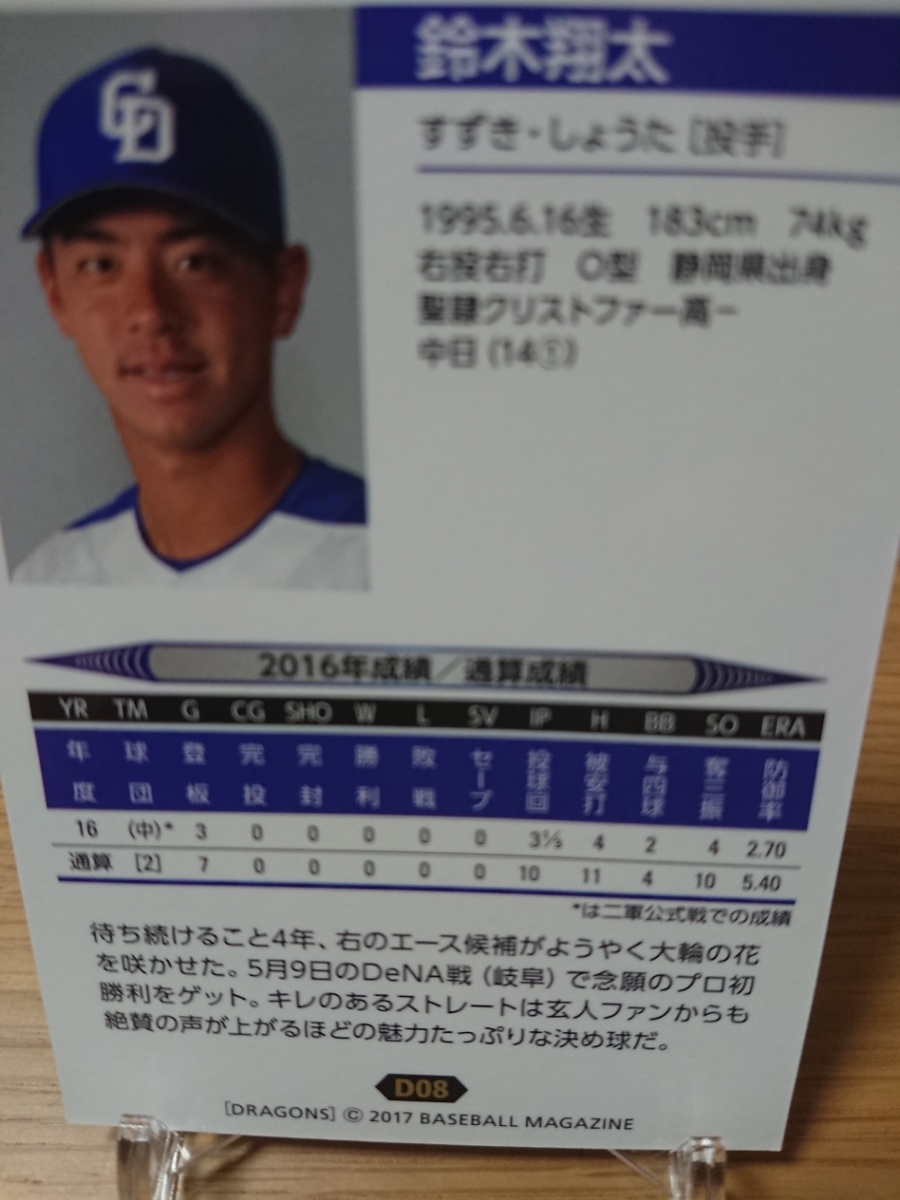 CD
鈴木翔太
すずき・しょうた [投手]
1995.6.16生 183cm 74kg
右投右打 O型 静岡県出身
聖隷クリストファー高－
中日 (14①)
2016年成績／通算成績
YR TM G CG SHO W L SV IP H BB SO ERA
年度 球団 登板 完投 完封 勝利 敗戦 セーブ 投球回 被安打 与四球 奪三振 防御率
16 (中)* 3 0 0 0 0 0 3⅓ 4 2 4 2.70
通算 [2] 7 0 0 0 0 0 10 11 4 10 5.40
*は二軍公式戦での成績
待ち続けること4年、右のエース候補がようやく大輪の花
を咲かせた。5月9日のDeNA戦（岐阜）で念願のプロ初
勝利をゲット。キレのあるストレートは玄人ファンからも
絶賛の声が上がるほどの魅力たっぷりな決め球だ。
D08
[DRAGONS] © 2017 BASEBALL MAGAZINE